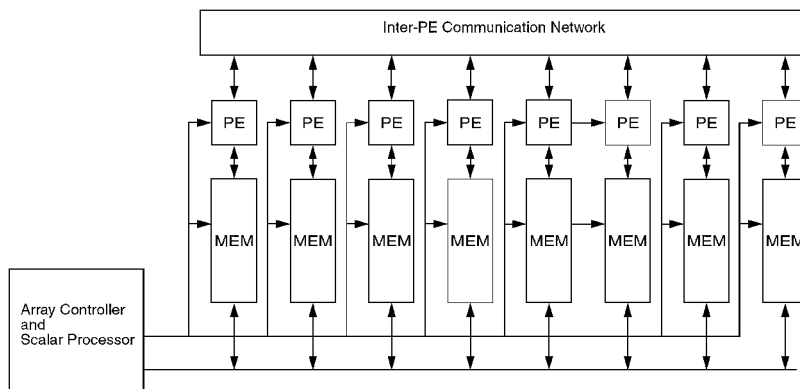 Inter-PE Communication Network
PE PE PE PE PE PE PE PE
MEM MEM MEM MEM MEM MEM MEM MEM
Array Controller
and
Scalar Processor